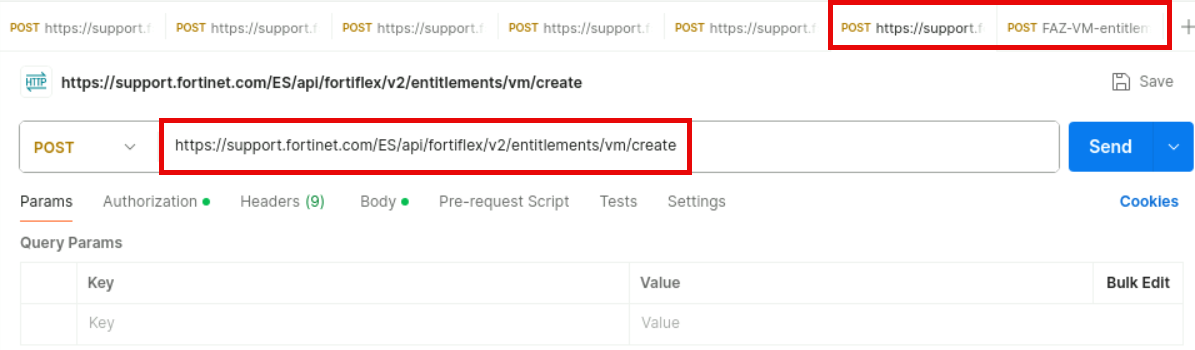 POST https://support.f POST https://support.f POST https://support.f POST https://support.f POST https://support.f POST https://support.f POST FAZ-VM-entitlem +
HTTP https://support.fortinet.com/ES/api/fortiflex/v2/entitlements/vm/create Save
POST https://support.fortinet.com/ES/api/fortiflex/v2/entitlements/vm/create Send
Params Authorization Headers (9) Body Pre-request Script Tests Settings Cookies
Query Params
Key Value Bulk Edit
Key Value